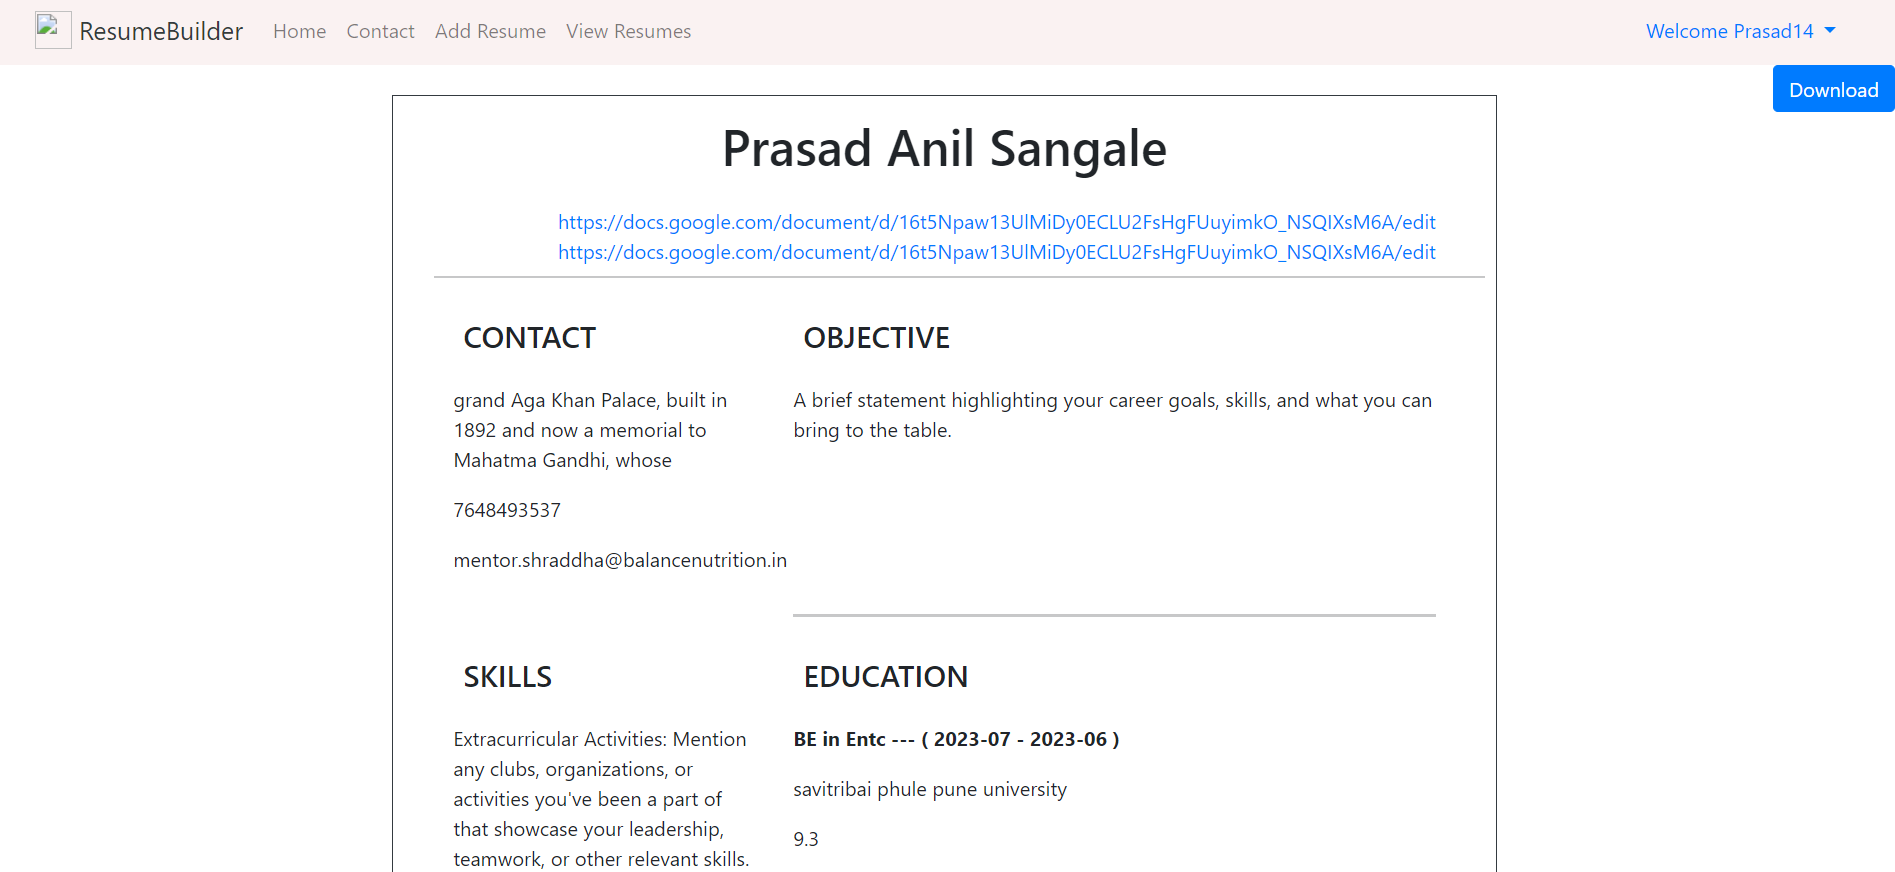 ResumeBuilder Home Contact Add Resume View Resumes Welcome Prasad14
Download
Prasad Anil Sangale
https://docs.google.com/document/d/16t5Npaw13UlMiDy0ECLU2FsHgFUuyimkO_NSQIXsM6A/edit
https://docs.google.com/document/d/16t5Npaw13UlMiDy0ECLU2FsHgFUuyimkO_NSQIXsM6A/edit
CONTACT
grand Aga Khan Palace, built in
1892 and now a memorial to
Mahatma Gandhi, whose
7648493537
mentor.shraddha@balancenutrition.in
OBJECTIVE
A brief statement highlighting your career goals, skills, and what you can
bring to the table.
SKILLS
Extracurricular Activities: Mention
any clubs, organizations, or
activities you've been a part of
that showcase your leadership,
teamwork, or other relevant skills.
EDUCATION
BE in Entc --- ( 2023-07 - 2023-06 )
savitribai phule pune university
9.3